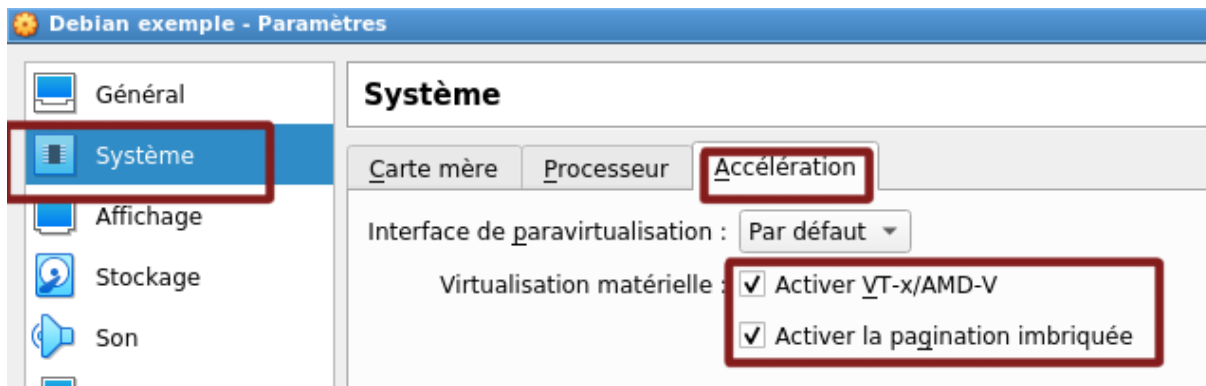 Debian exemple - Paramètres
Général
Système
Affichage
Stockage
Son
Système
Carte mère Processeur Accélération
Interface de paravirtualisation : Par défaut
Virtualisation matérielle : Activer VT-x/AMD-V
Activer la pagination imbriquée